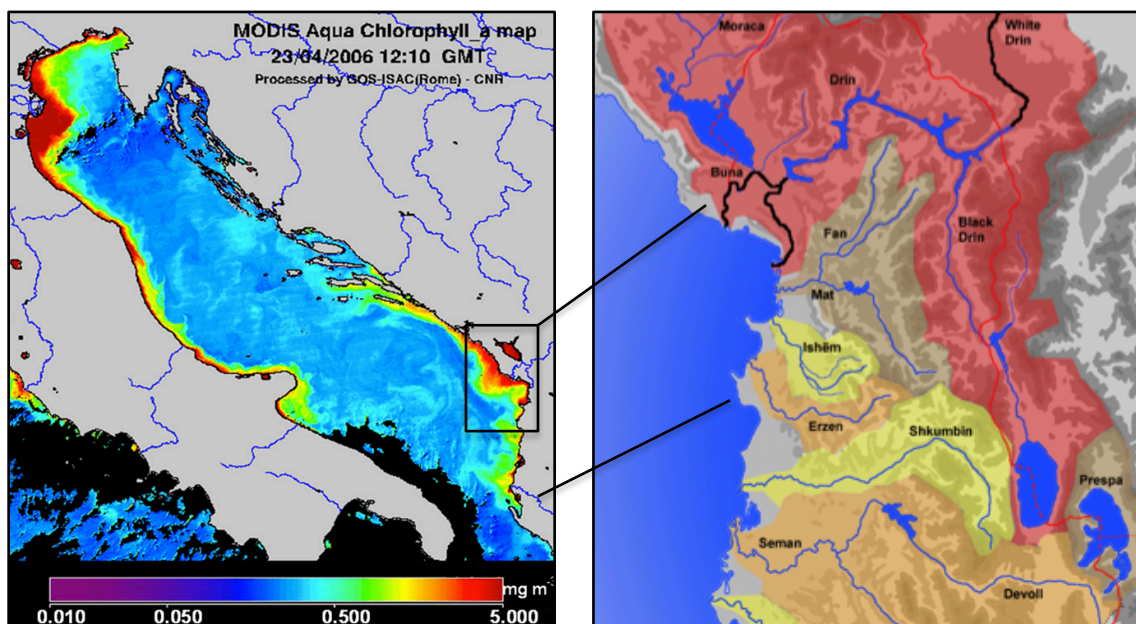 MODIS Aqua Chlorophyll_a map
23/04/2006 12:10 GMT
Processed by GOS-ISAC(Rome) - CNR
mg m
0.010 0.050 0.500 5.000
Moraca
White
Drin
Drin
Buna
Black
Drin
Fan
Mat
Ishëm
Erzen
Shkumbin
Prespa
Seman
Devoll